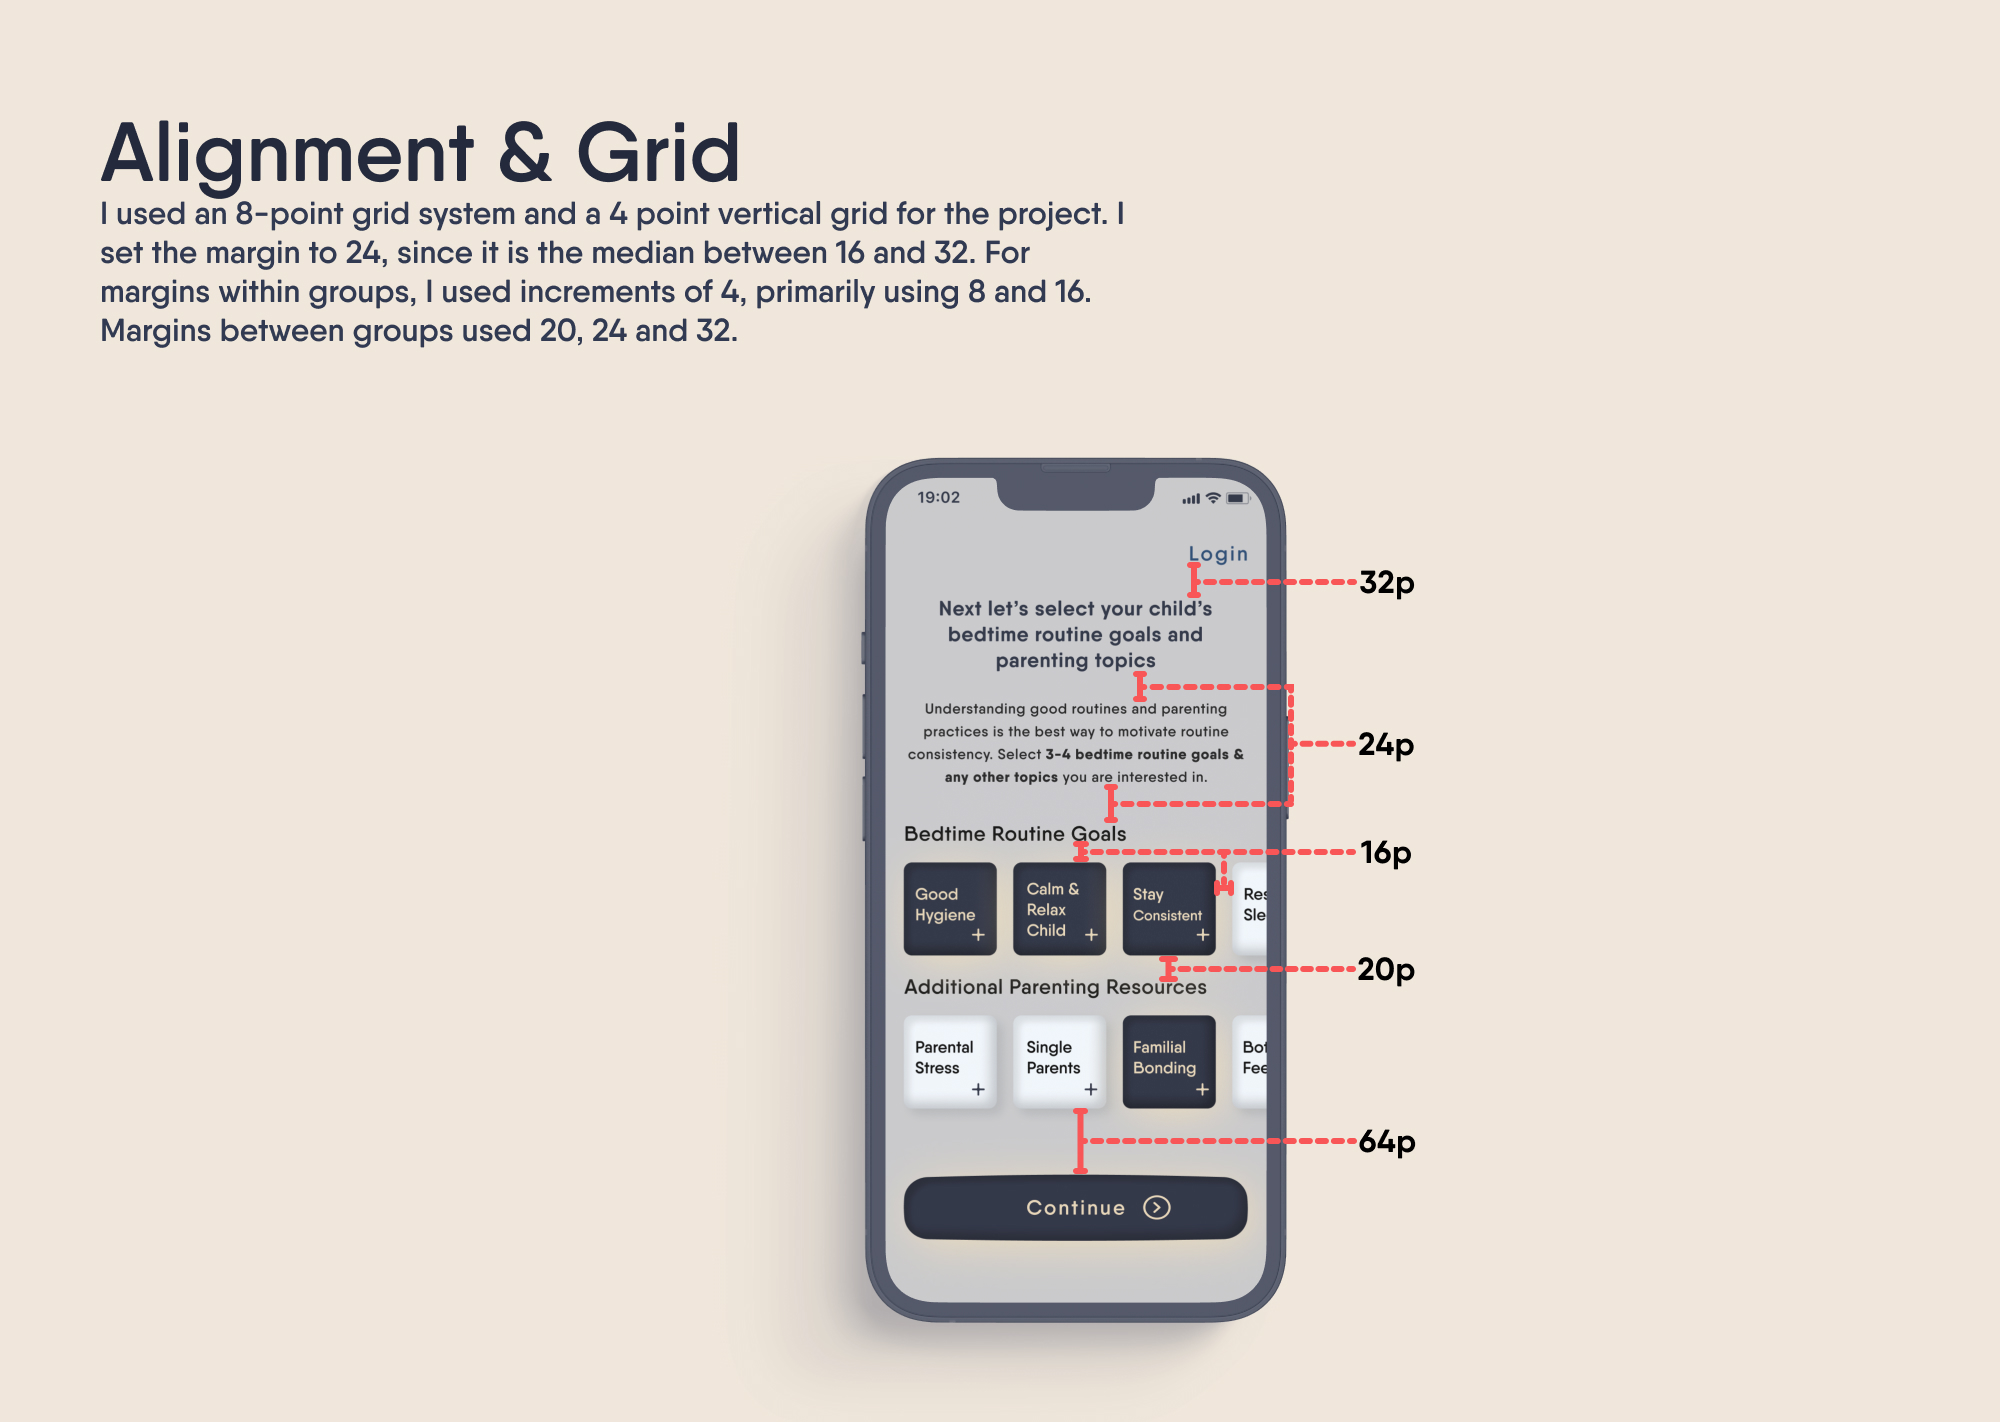 Alignment & Grid
I used an 8-point grid system and a 4 point vertical grid for the project. I
set the margin to 24, since it is the median between 16 and 32. For
margins within groups, I used increments of 4, primarily using 8 and 16.
Margins between groups used 20, 24 and 32.
19:02
Login
32p
Next let's select your child's
bedtime routine goals and
parenting topics
24p
Understanding good routines and parenting
practices is the best way to motivate routine
consistency. Select 3-4 bedtime routine goals &
any other topics you are interested in.
Bedtime Routine Goals
16p
Good
Hygiene
+
Calm &
Relax
Child
+
Stay
Consistent
+
Res
Sle
20p
Additional Parenting Resources
Parental
Stress
+
Single
Parents
+
Familial
Bonding
+
Bot
Fee
64p
Continue